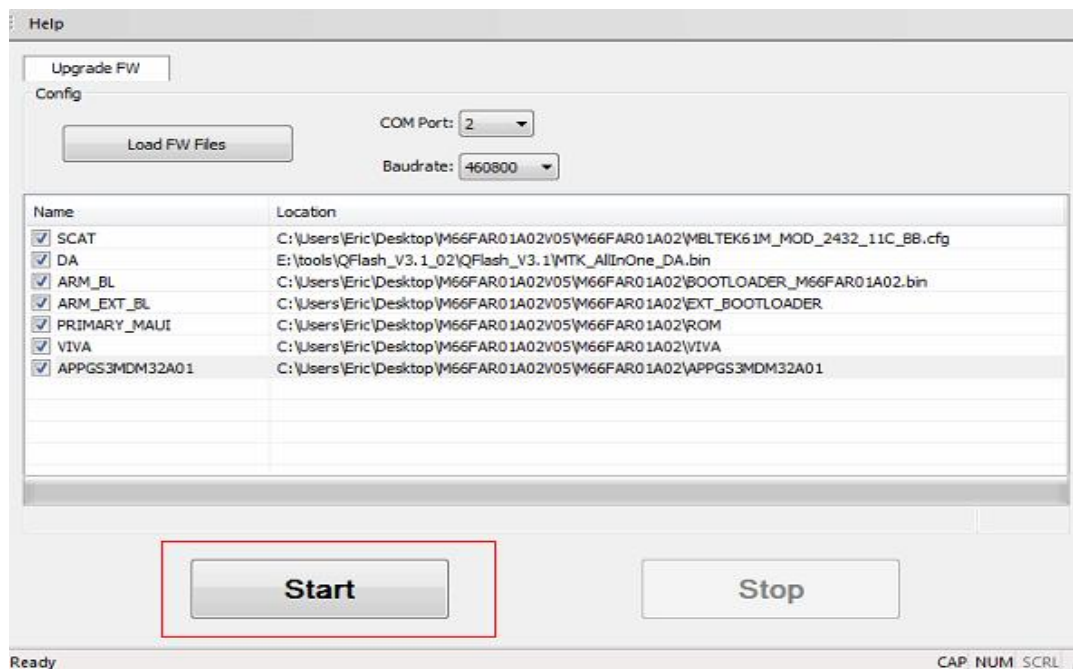 Help
Upgrade FW
Config
Load FW Files
COM Port: 2
Baudrate: 460800
Name Location
SCAT C:\Users\Eric\Desktop\M66FAR01A02V05\M66FAR01A02\MBLTEK61M_MOD_2432_11C_BB.cfg
DA E:\tools\QFlash_V3.1_02\QFlash_V3.1\MTK_AllInOne_DA.bin
ARM_BL C:\Users\Eric\Desktop\M66FAR01A02V05\M66FAR01A02\BOOTLOADER_M66FAR01A02.bin
ARM_EXT_BL C:\Users\Eric\Desktop\M66FAR01A02V05\M66FAR01A02\EXT_BOOTLOADER
PRIMARY_MAUI C:\Users\Eric\Desktop\M66FAR01A02V05\M66FAR01A02\ROM
VIVA C:\Users\Eric\Desktop\M66FAR01A02V05\M66FAR01A02\VIVA
APPGS3MDM32A01 C:\Users\Eric\Desktop\M66FAR01A02V05\M66FAR01A02\APPGS3MDM32A01
Start Stop
Ready CAP NUM SCRL